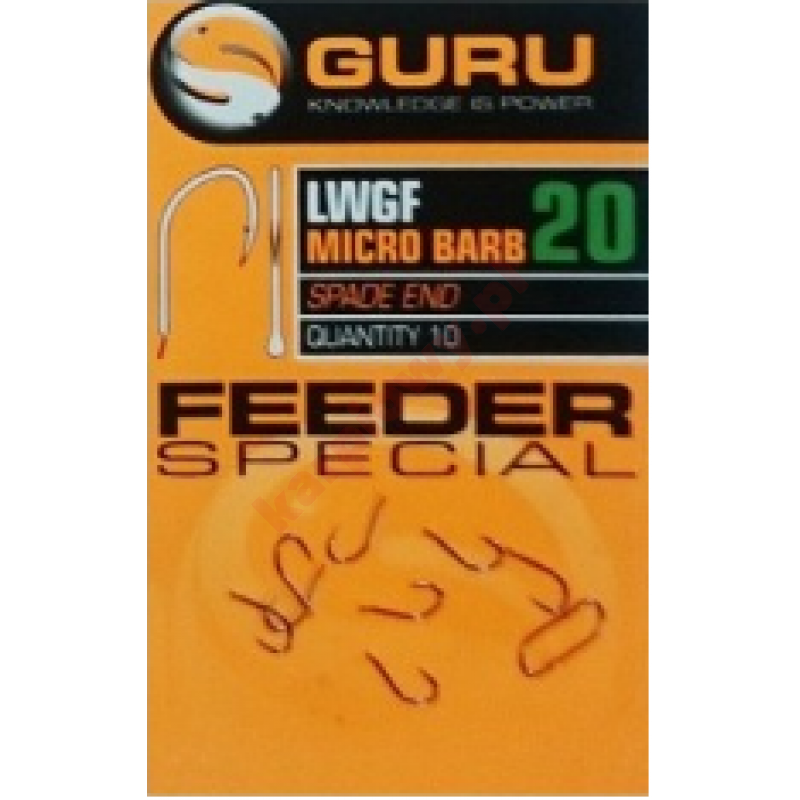 GURU
KNOWLEDGE IS POWER
LWGF
MICRO BARB 20
SPADE END
QUANTITY 10
FEEDER
SPECIAL